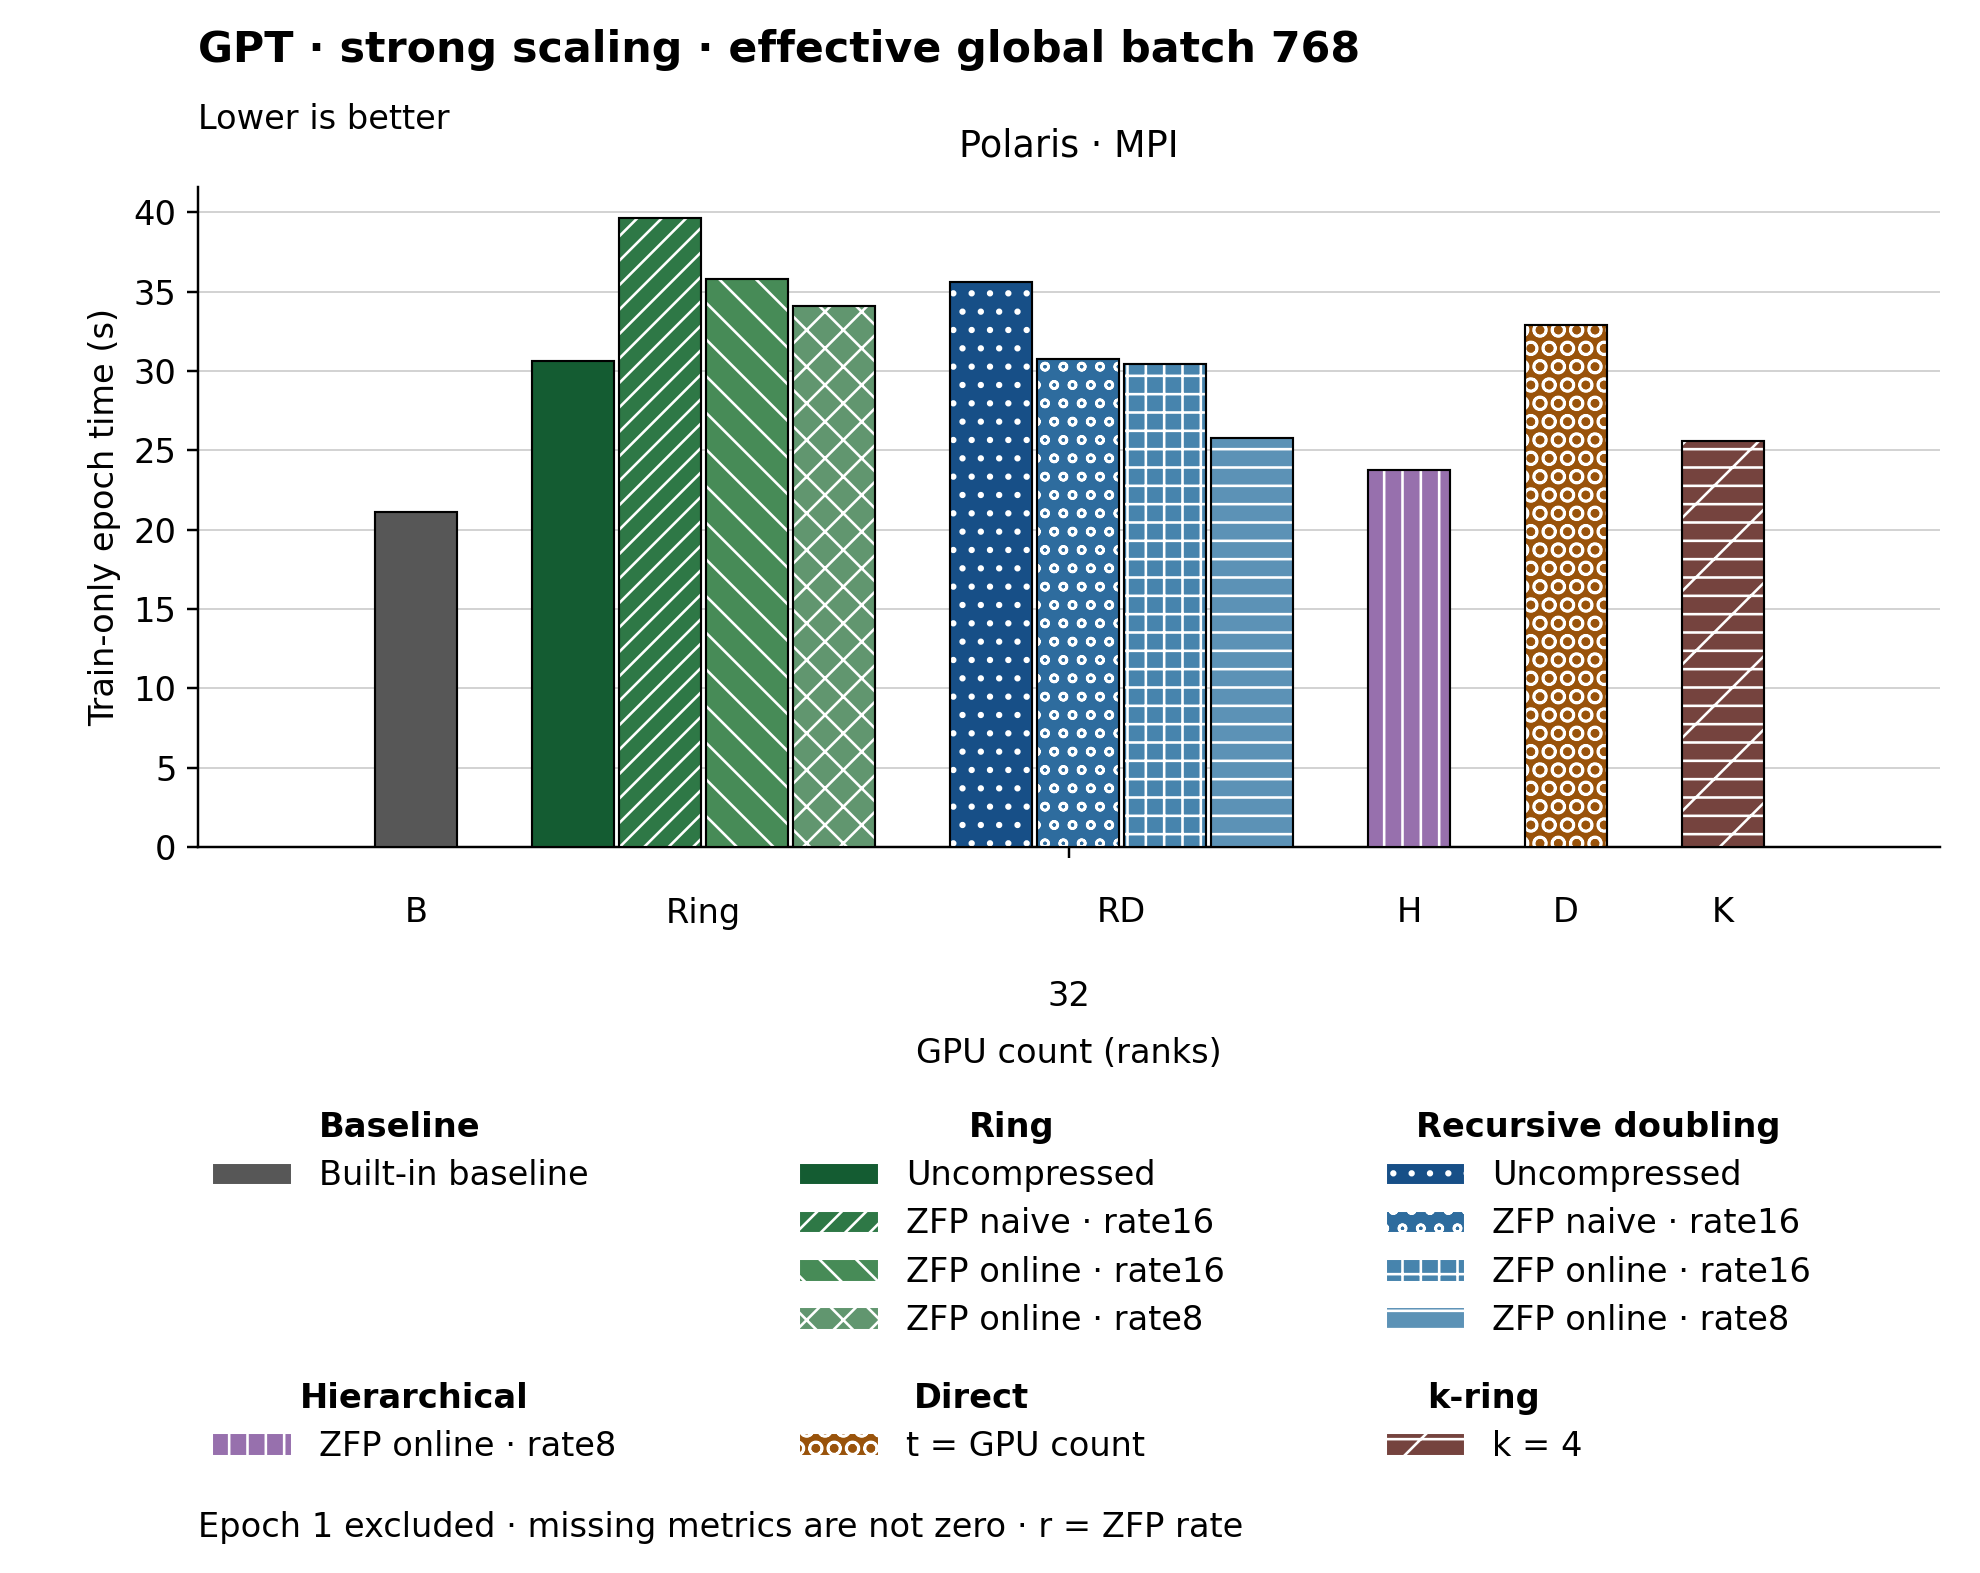 GPT · strong scaling · effective global batch 768
Lower is better
Polaris · MPI
Train-only epoch time (s)
40
35
30
25
20
15
10
5
0
B Ring RD H D K
32
GPU count (ranks)
Baseline Ring Recursive doubling
Built-in baseline Uncompressed Uncompressed
ZFP naive · rate16 ZFP naive · rate16
ZFP online · rate16 ZFP online · rate16
ZFP online · rate8 ZFP online · rate8
Hierarchical Direct k-ring
ZFP online · rate8 t = GPU count k = 4
Epoch 1 excluded · missing metrics are not zero · r = ZFP rate